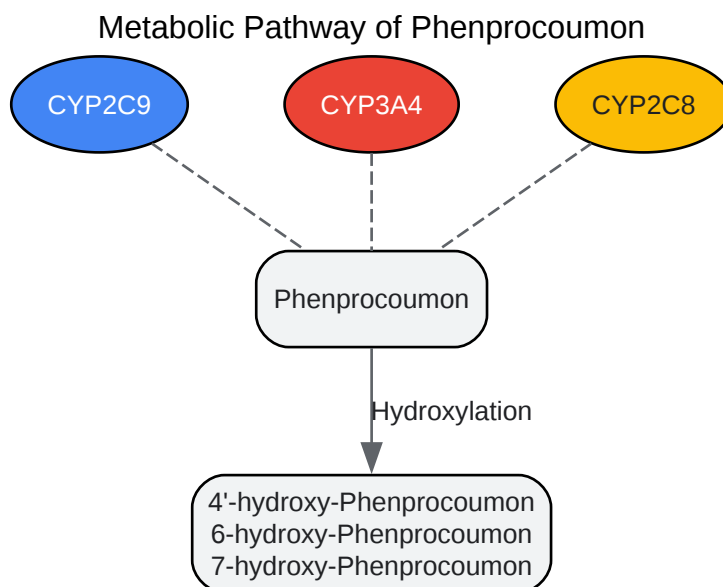 Metabolic Pathway of Phenprocoumon
CYP2C9
CYP3A4
CYP2C8
Phenprocoumon
Hydroxylation
4'-hydroxy-Phenprocoumon
6-hydroxy-Phenprocoumon
7-hydroxy-Phenprocoumon